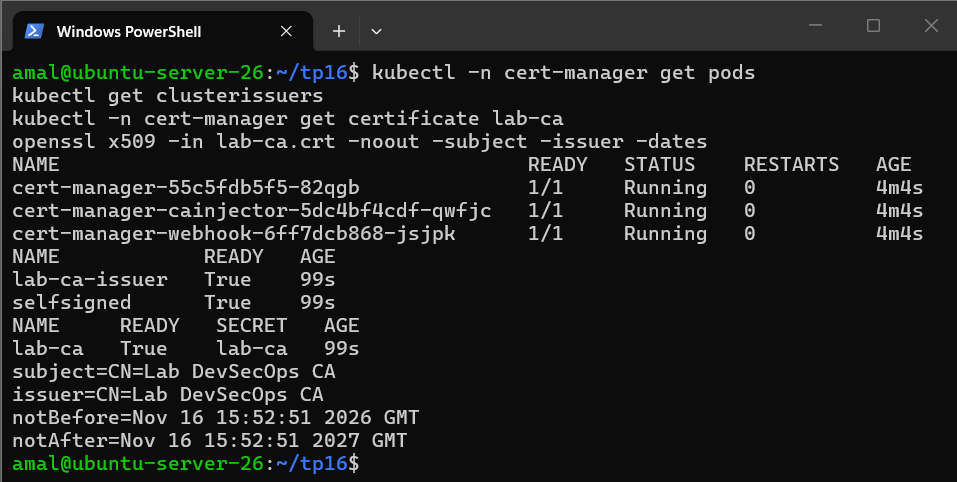 Windows PowerShell
amal@ubuntu-server-26:~/tp16$ kubectl -n cert-manager get pods
kubectl get clusterissuers
kubectl -n cert-manager get certificate lab-ca
openssl x509 -in lab-ca.crt -noout -subject -issuer -dates
NAME                                       READY   STATUS    RESTARTS   AGE
cert-manager-55c5fdb5f5-82qgb              1/1     Running   0          4m4s
cert-manager-cainjector-5dc4bf4cdf-qwfjc   1/1     Running   0          4m4s
cert-manager-webhook-6ff7dcb868-jsjpk      1/1     Running   0          4m4s
NAME            READY   AGE
lab-ca-issuer   True    99s
selfsigned      True    99s
NAME     READY   SECRET   AGE
lab-ca   True    lab-ca   99s
subject=CN=Lab DevSecOps CA
issuer=CN=Lab DevSecOps CA
notBefore=Nov 16 15:52:51 2026 GMT
notAfter=Nov 16 15:52:51 2027 GMT
amal@ubuntu-server-26:~/tp16$